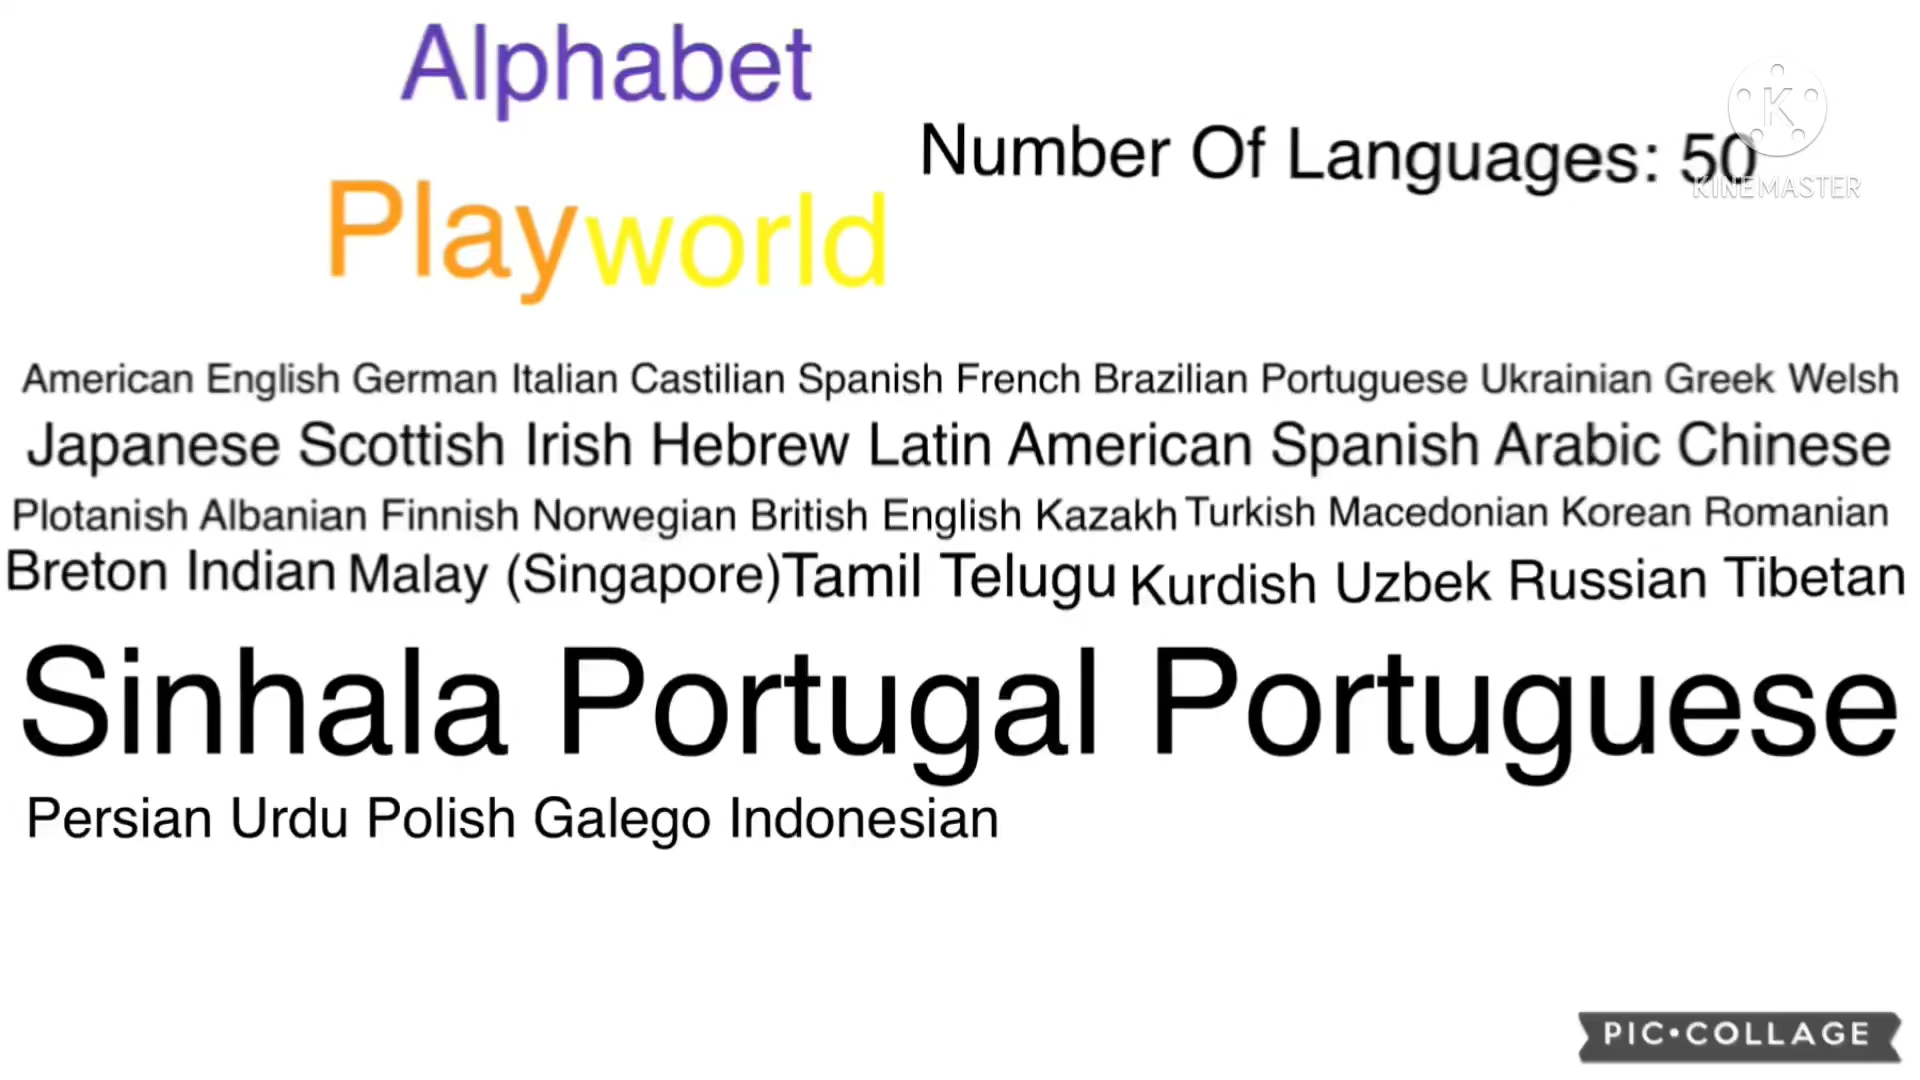 Alphabet
Number Of Languages: 50
KINEMASTER
Playworld
American English German Italian Castilian Spanish French Brazilian Portuguese Ukrainian Greek Welsh
Japanese Scottish Irish Hebrew Latin American Spanish Arabic Chinese
Plotanish Albanian Finnish Norwegian British English Kazakh Turkish Macedonian Korean Romanian
Breton Indian Malay (Singapore) Tamil Telugu Kurdish Uzbek Russian Tibetan
Sinhala Portugal Portuguese
Persian Urdu Polish Galego Indonesian
PIC•COLLAGE